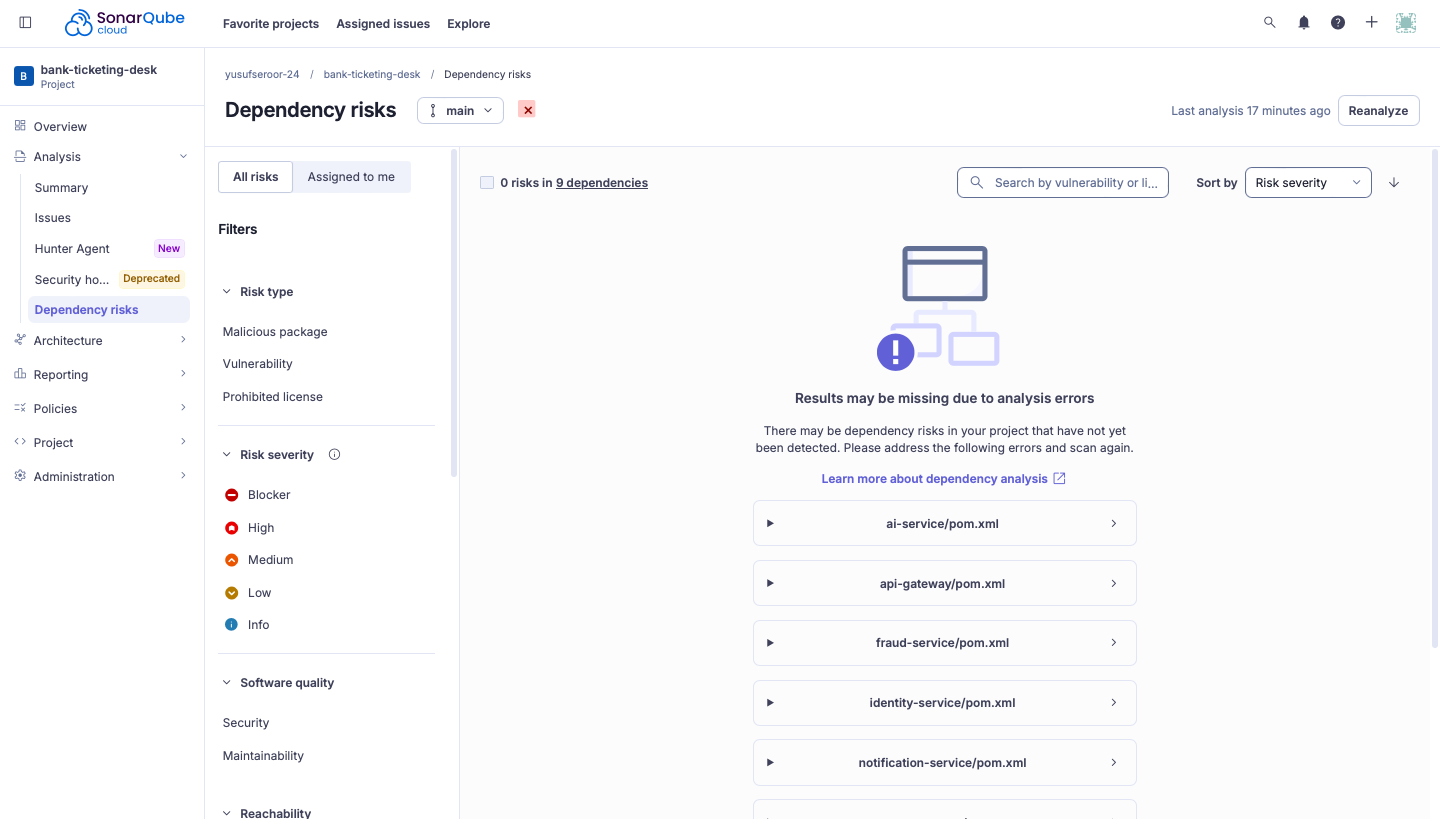 SonarQube cloud
Favorite projects
Assigned issues
Explore
B
bank-ticketing-desk
Project
Overview
Analysis
Summary
Issues
Hunter Agent New
Security ho... Deprecated
Dependency risks
Architecture
Reporting
Policies
Project
Administration
yusufseroor-24 / bank-ticketing-desk / Dependency risks
Dependency risks
main
Last analysis 17 minutes ago
Reanalyze
All risks
Assigned to me
Filters
Risk type
Malicious package
Vulnerability
Prohibited license
Risk severity
Blocker
High
Medium
Low
Info
Software quality
Security
Maintainability
Reachability
0 risks in 9 dependencies
Search by vulnerability or li...
Sort by
Risk severity
Results may be missing due to analysis errors
There may be dependency risks in your project that have not yet
been detected. Please address the following errors and scan again.
Learn more about dependency analysis
ai-service/pom.xml
api-gateway/pom.xml
fraud-service/pom.xml
identity-service/pom.xml
notification-service/pom.xml